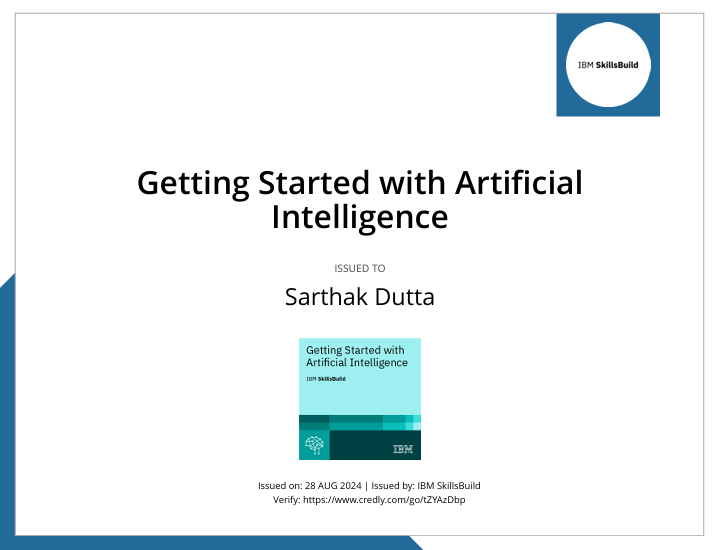 IBM SkillsBuild
Getting Started with Artificial
Intelligence
ISSUED TO
Sarthak Dutta
Getting Started with
Artificial Intelligence
IBM SkillsBuild
IBM
Issued on: 28 AUG 2024 | Issued by: IBM SkillsBuild
Verify: https://www.credly.com/go/tZYAzDbp